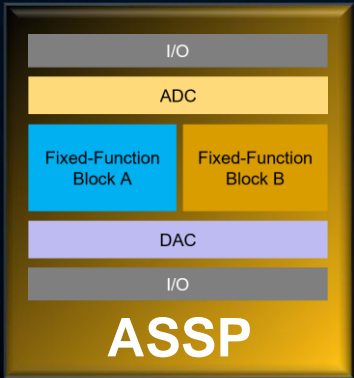 I/O
ADC
Fixed-Function
Block A
Fixed-Function
Block B
DAC
I/O
ASSP